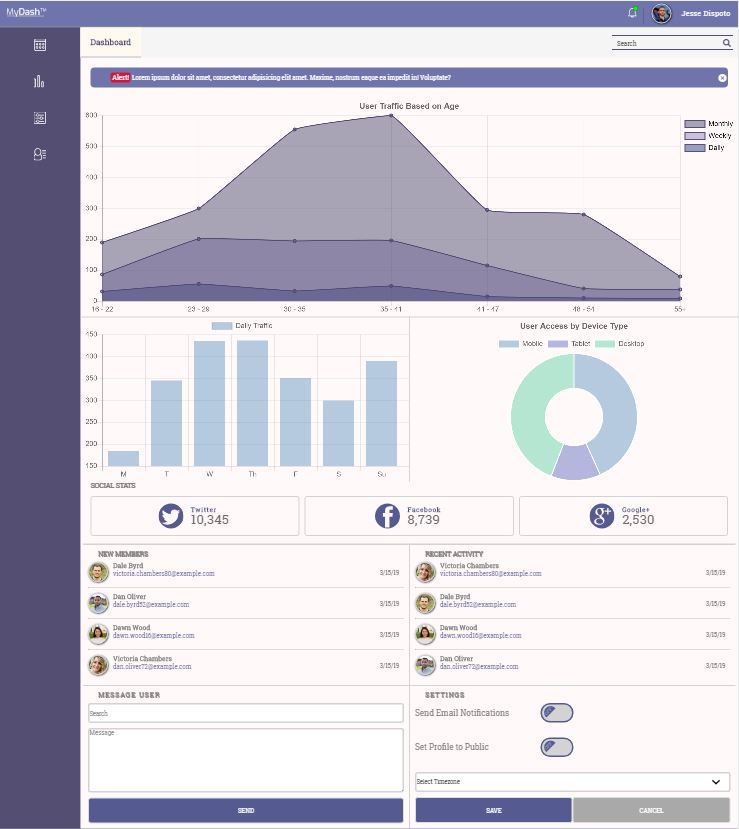 MyDash™
Jesse Dispoto
Dashboard
Search
Alert! Lorem ipsum dolor sit amet, consectetur adipisicing elit amet. Maxime, nostrum eaque ea impedit in! Voluptate?
User Traffic Based on Age
Monthly
Weekly
Daily
600
500
400
300
200
100
0
16 - 22
23 - 29
30 - 35
35 - 41
41 - 47
48 - 54
55-
Daily Traffic
450
400
350
300
250
200
150
M
T
W
Th
F
S
Su
User Access by Device Type
Mobile
Tablet
Desktop
SOCIAL STATS
Twitter
10,345
Facebook
8,739
Google+
2,530
NEW MEMBERS
Dale Byrd
victoria.chambers80@example.com
3/15/19
Dan Oliver
dale.byrd52@example.com
3/15/19
Dawn Wood
dawn.wood16@example.com
3/15/19
Victoria Chambers
dan.oliver72@example.com
3/15/19
RECENT ACTIVITY
Victoria Chambers
victoria.chambers80@example.com
3/15/19
Dale Byrd
dale.byrd52@example.com
3/15/19
Dawn Wood
dawn.wood16@example.com
3/15/19
Dan Oliver
dan.oliver72@example.com
3/15/19
MESSAGE USER
Search
Message
SEND
SETTINGS
Send Email Notifications
Set Profile to Public
Select Timezone
SAVE
CANCEL